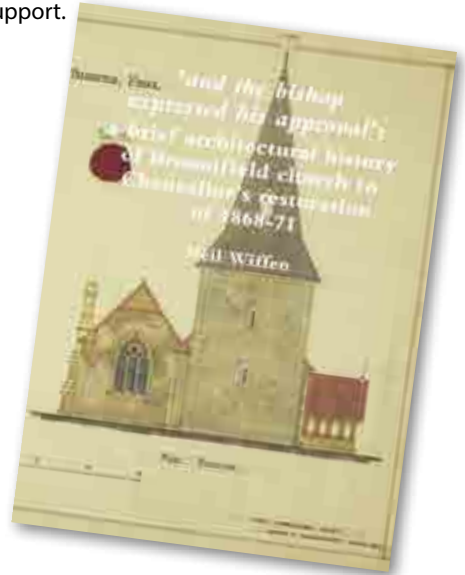 upport.
'and the bishop
expressed his approval':
a brief architectural history
of Broomfield church to
Chancellor's restoration
of 1868-71
Neil Wiffen